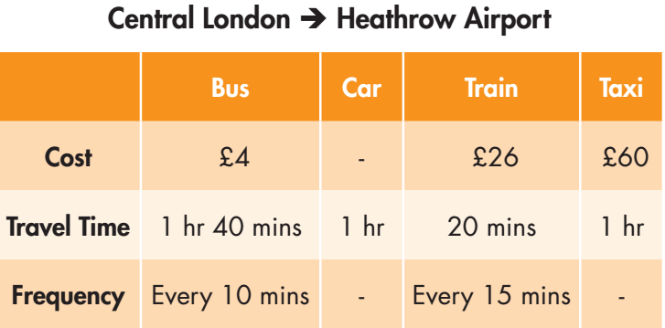 Central London ➔ Heathrow Airport
Bus Car Train Taxi
Cost £4 - £26 £60
Travel Time 1 hr 40 mins 1 hr 20 mins 1 hr
Frequency Every 10 mins - Every 15 mins -